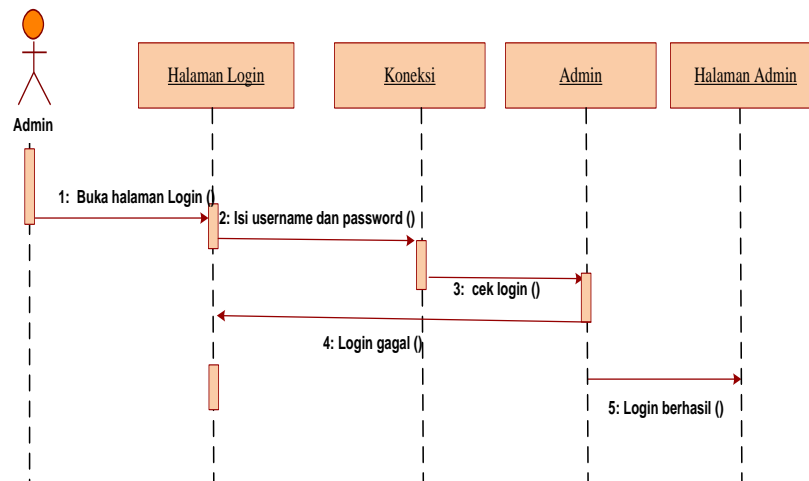 Halaman Login
Koneksi
Admin
Halaman Admin
Admin
1: Buka halaman Login ()
2: Isi username dan password ()
3: cek login ()
4: Login gagal ()
5: Login berhasil ()